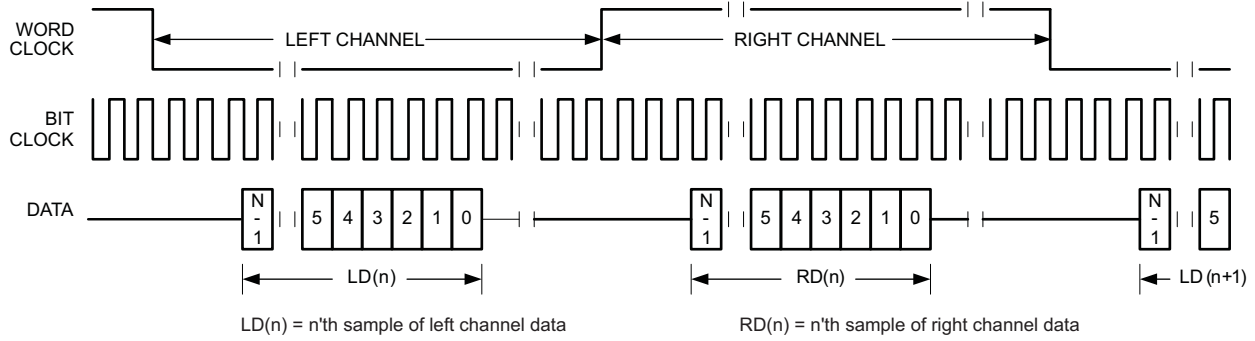 WORD
CLOCK
LEFT CHANNEL
RIGHT CHANNEL
BIT
CLOCK
DATA
N
-
1
5 4 3 2 1 0
N
-
1
5 4 3 2 1 0
N
-
1
5
LD(n)
RD(n)
LD (n+1)
LD(n) = n'th sample of left channel data
RD(n) = n'th sample of right channel data